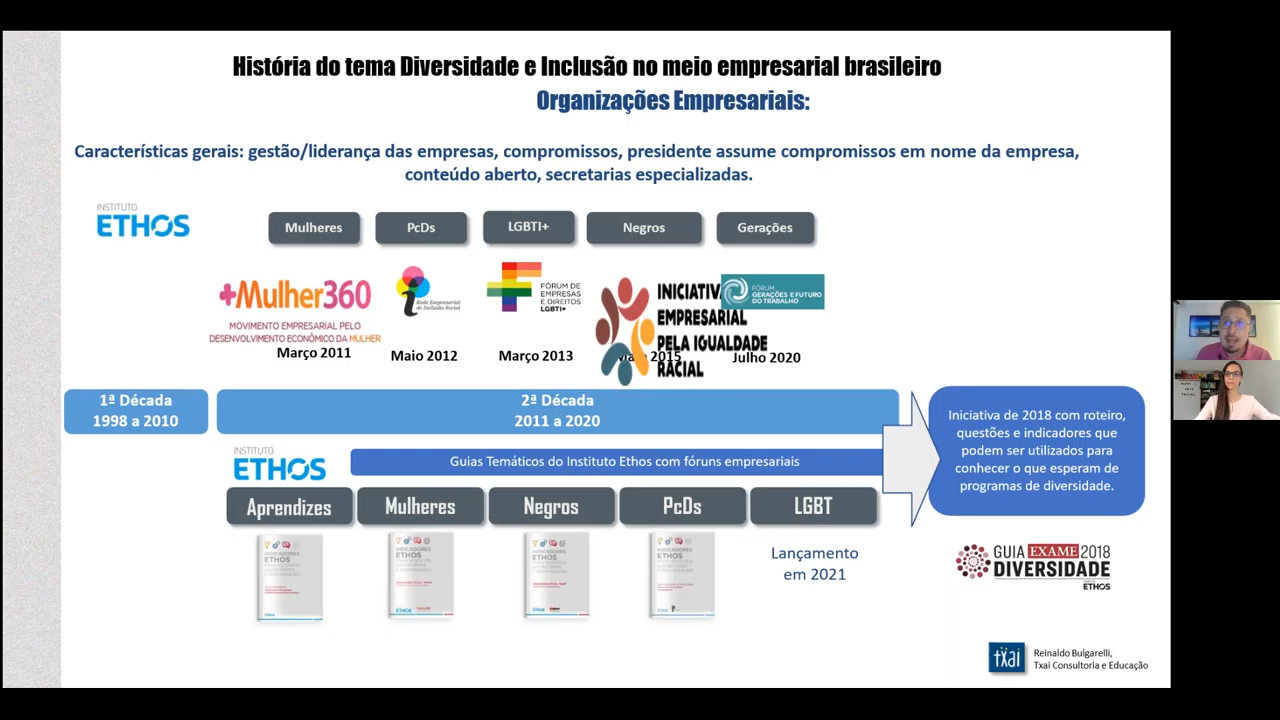 História do tema Diversidade e Inclusão no meio empresarial brasileiro
Organizações Empresariais:
Características gerais: gestão/liderança das empresas, compromissos, presidente assume compromissos em nome da empresa,
conteúdo aberto, secretarias especializadas.
INSTITUTO
ETHOS
Mulheres
PcDs
LGBTI+
Negros
Gerações
+Mulher360
MOVIMENTO EMPRESARIAL PELO
DESENVOLVIMENTO ECONÔMICO DA MULHER
Março 2011
Rede Empresarial
de Inclusão Social
Maio 2012
FÓRUM DE
EMPRESAS
E DIREITOS
LGBTI+
Março 2013
EMPRESARIAL
PELA IGUALDADE
RACIAL
2015
FÓRUM
GERAÇÕES E FUTURO
DO TRABALHO
Julho 2020
1ª Década
1998 a 2010
2ª Década
2011 a 2020
Iniciativa de 2018 com roteiro,
questões e indicadores que
podem ser utilizados para
conhecer o que esperam de
programas de diversidade.
INSTITUTO
ETHOS
Guias Temáticos do Instituto Ethos com fóruns empresariais
Aprendizes
Mulheres
Negros
PcDs
LGBT
INDICADORES
ETHOS
INDICADORES
ETHOS
INDICADORES
ETHOS
INDICADORES
ETHOS
Lançamento
em 2021
GUIA EXAME 2018
DIVERSIDADE
ETHOS
txai
Reinaldo Bulgarelli,
Txai Consultoria e Educação